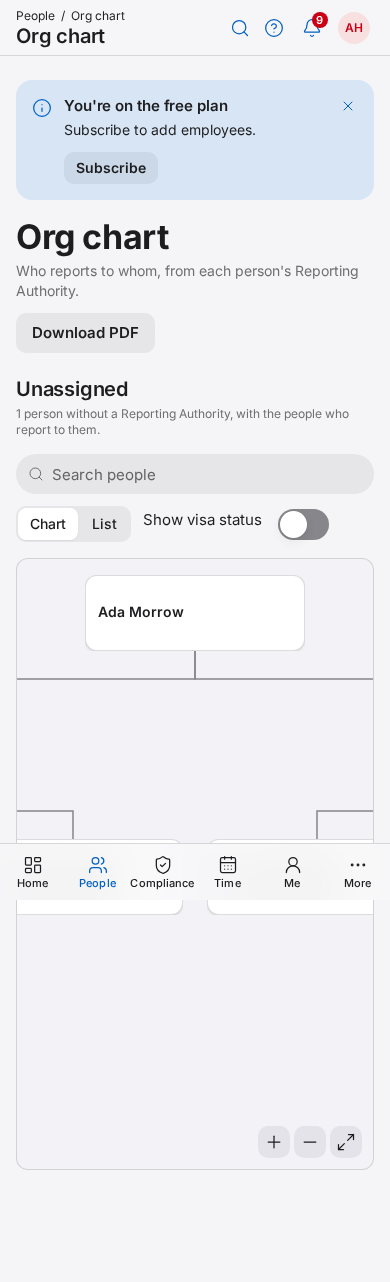 People / Org chart
Org chart
9
AH
You're on the free plan
Subscribe to add employees.
Subscribe
Org chart
Who reports to whom, from each person's Reporting
Authority.
Download PDF
Unassigned
1 person without a Reporting Authority, with the people who
report to them.
Search people
Chart List Show visa status
Ada Morrow
Home People Compliance Time Me More